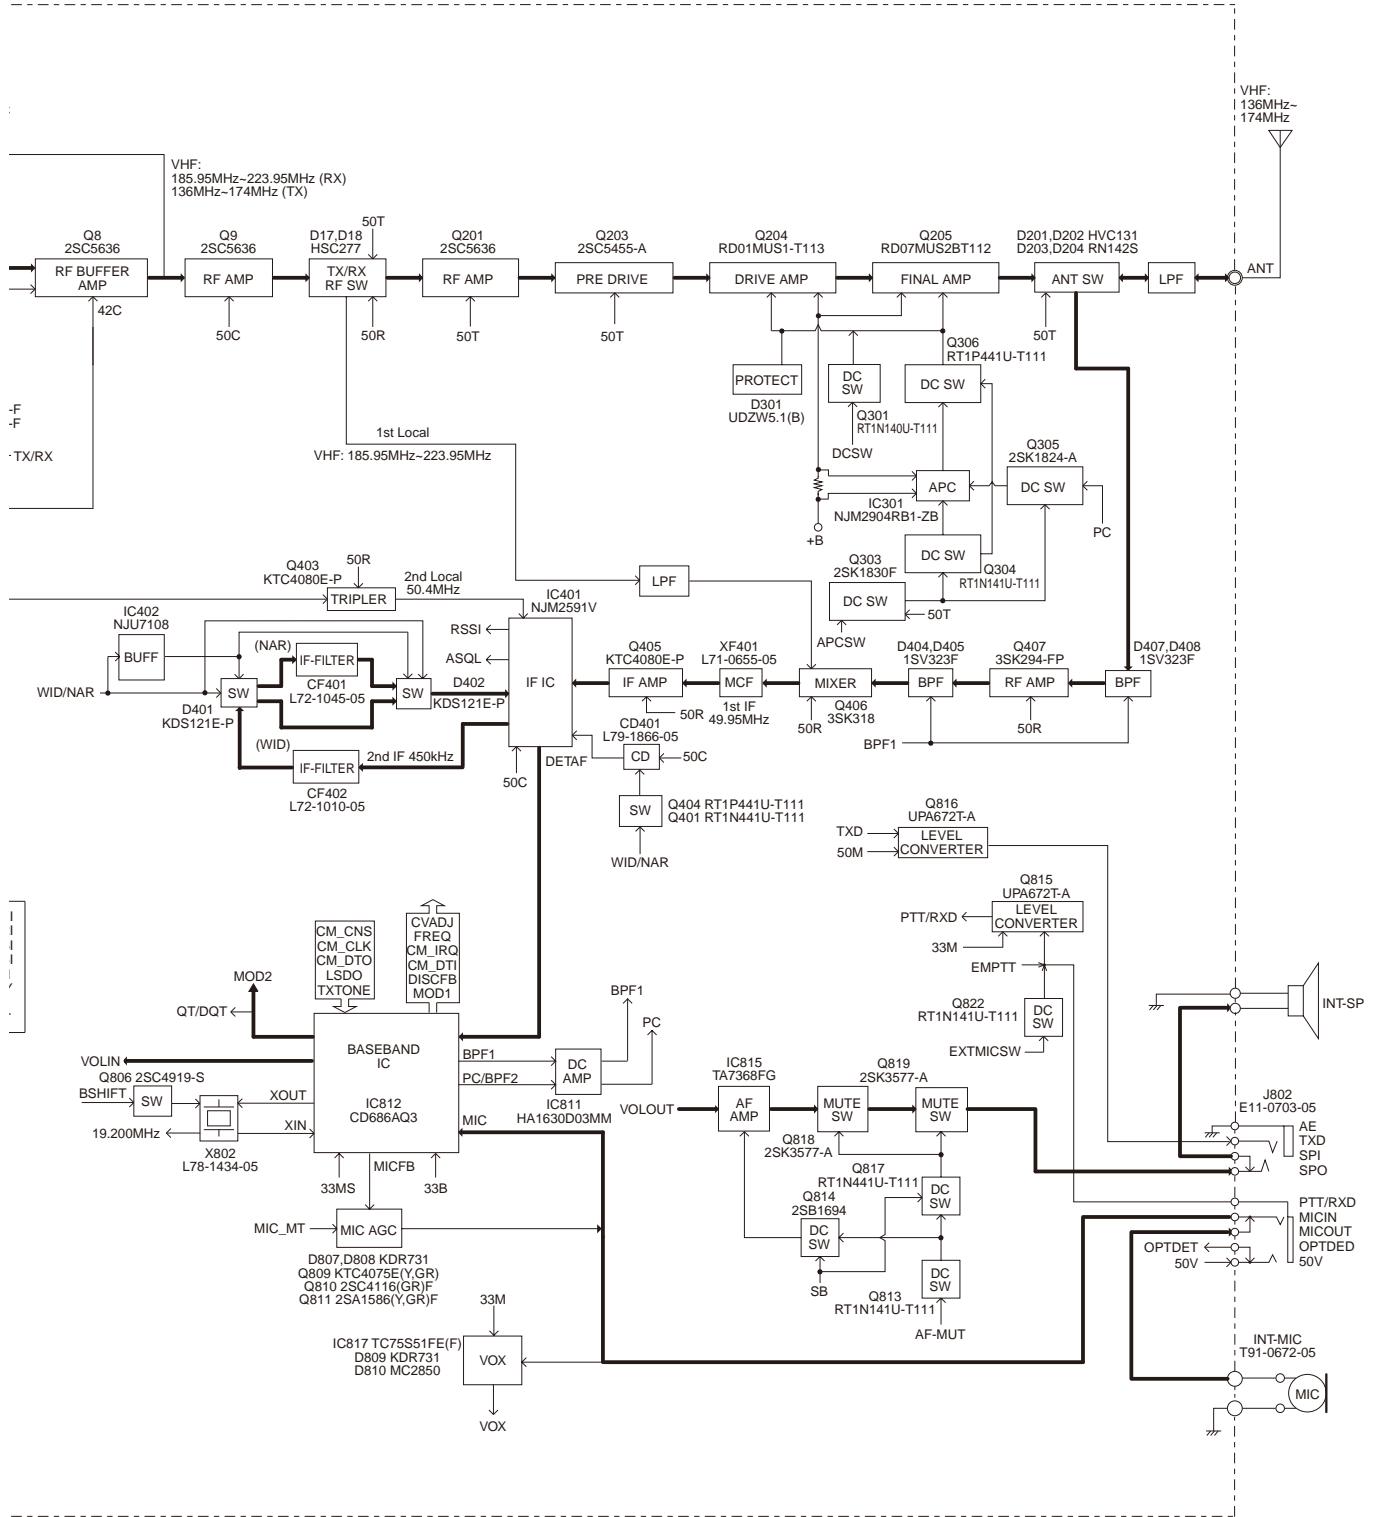 VHF:
136MHz~
174MHz
VHF:
185.95MHz~223.95MHz (RX)
136MHz~174MHz (TX)
Q8
2SC5636
RF BUFFER
AMP
42C
Q9
2SC5636
RF AMP
50C
D17,D18
HSC277
50T
TX/RX
RF SW
50R
Q201
2SC5636
RF AMP
50T
Q203
2SC5455-A
PRE DRIVE
50T
Q204
RD01MUS1-T113
DRIVE AMP
Q205
RD07MUS2BT112
FINAL AMP
D201,D202 HVC131
D203,D204 RN142S
ANT SW
50T
LPF
ANT
PROTECT
D301
UDZW5.1(B)
DC
SW
Q301
RT1N140U-T111
DCSW
Q306
RT1P441U-T111
DC SW
-F
-F
TX/RX
1st Local
VHF: 185.95MHz~223.95MHz
Q305
2SK1824-A
DC SW
PC
APC
IC301
NJM2904RB1-ZB
+B
DC SW
Q304
RT1N141U-T111
Q303
2SK1830F
DC SW
50T
APCSW
Q403
KTC4080E-P
50R
TRIPLER
2nd Local
50.4MHz
LPF
IC402
NJU7108
BUFF
(NAR)
IF-FILTER
CF401
L72-1045-05
WID/NAR
SW
D401
KDS121E-P
SW
D402
KDS121E-P
(WID)
IF-FILTER
2nd IF 450kHz
CF402
L72-1010-05
IC401
NJM2591V
RSSI
ASQL
IF IC
50C
DETAF
Q405
KTC4080E-P
IF AMP
50R
XF401
L71-0655-05
MCF
1st IF
49.95MHz
MIXER
Q406
3SK318
50R
D404,D405
1SV323F
BPF
Q407
3SK294-FP
RF AMP
50R
D407,D408
1SV323F
BPF
BPF1
CD401
L79-1866-05
CD
50C
SW
Q404 RT1P441U-T111
Q401 RT1N441U-T111
WID/NAR
Q816
UPA672T-A
TXD
50M
LEVEL
CONVERTER
Q815
UPA672T-A
LEVEL
CONVERTER
PTT/RXD
33M
EMPTT
Q822
RT1N141U-T111
DC
SW
EXTMICSW
INT-SP
CM_CNS
CM_CLK
CM_DTO
LSDO
TXTONE
CVADJ
FREQ
CM_IRQ
CM_DTI
DISCFB
MOD1
MOD2
QT/DQT
VOLIN
BASEBAND
IC
IC812
CD686AQ3
BPF1
PC/BPF2
DC
AMP
IC811
HA1630D03MM
BPF1
PC
MIC
Q806 2SC4919-S
BSHIFT
SW
XOUT
XIN
19.200MHz
X802
L78-1434-05
33MS
MICFB
33B
MIC_MT
MIC AGC
D807,D808 KDR731
Q809 KTC4075E(Y,GR)
Q810 2SC4116(GR)F
Q811 2SA1586(Y,GR)F
IC815
TA7368FG
VOLOUT
AF
AMP
MUTE
SW
Q818
2SK3577-A
Q819
2SK3577-A
MUTE
SW
Q817
RT1N441U-T111
DC
SW
Q814
2SB1694
DC
SW
SB
DC
SW
Q813
RT1N141U-T111
AF-MUT
33M
IC817 TC75S51FE(F)
D809 KDR731
D810 MC2850
VOX
VOX
J802
E11-0703-05
AE
TXD
SPI
SPO
PTT/RXD
MICIN
MICOUT
OPTDET
OPTDED
50V
50V
INT-MIC
T91-0672-05
MIC